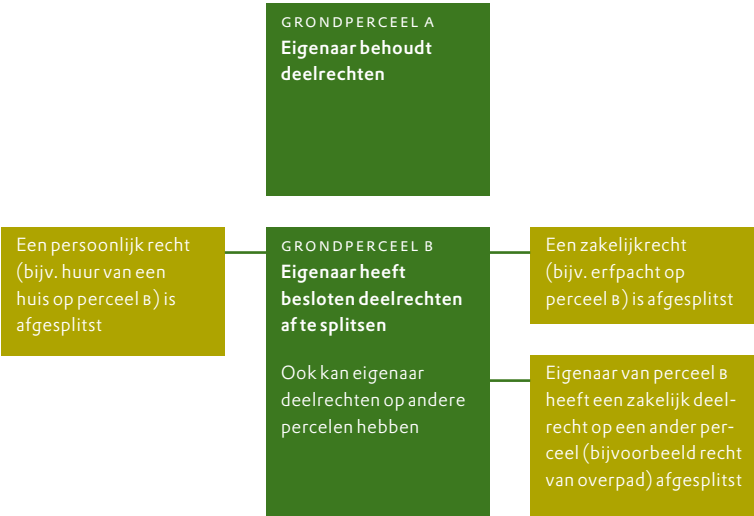 GRONDPERCEEL A
Eigenaar behoudt
deelrechten
Een persoonlijk recht
(bijv. huur van een
huis op perceel B) is
afgesplitst
GRONDPERCEEL B
Eigenaar heeft
besloten deelrechten
af te splitsen
Ook kan eigenaar
deelrechten op andere
percelen hebben
Een zakelijkrecht
(bijv. erfpacht op
perceel B) is afgesplitst
Eigenaar van perceel B
heeft een zakelijk deel-
recht op een ander per-
ceel (bijvoorbeeld recht
van overpad) afgesplitst